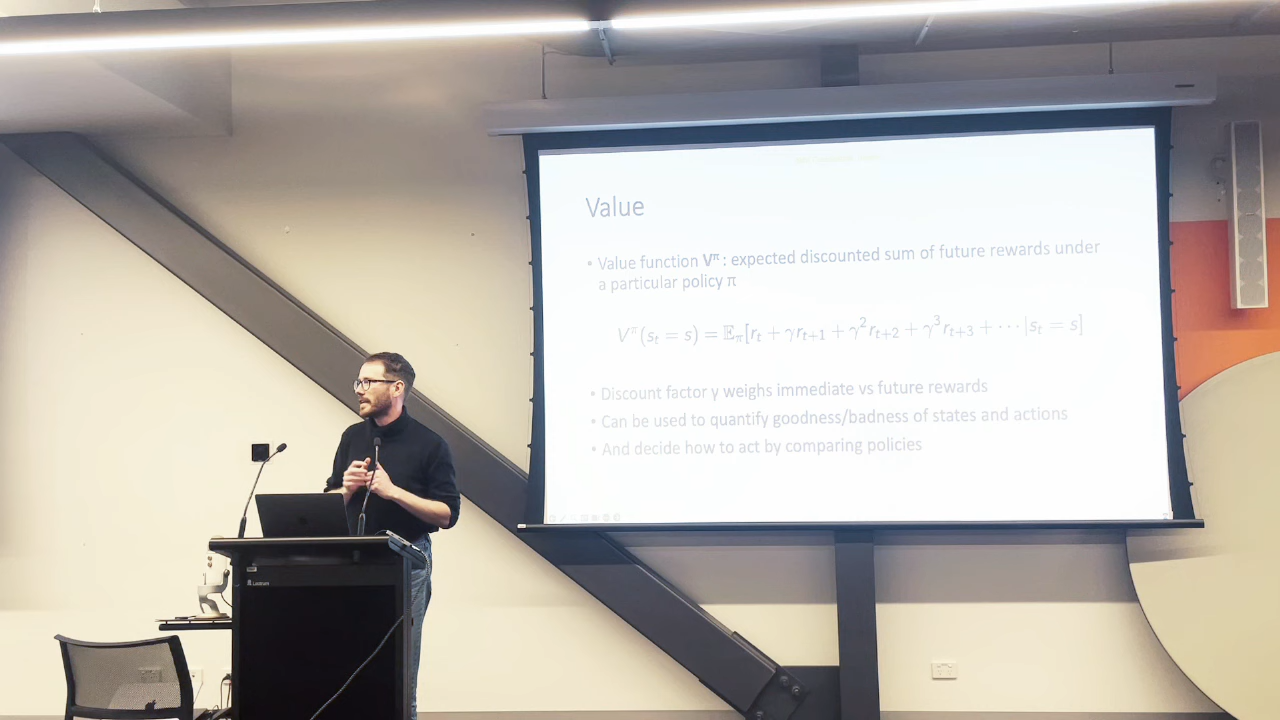 Value
• Value function Vπ : expected discounted sum of future rewards under
a particular policy π
Vπ(st = s) = 𝔼π[rt + γrt+1 + γ²rt+2 + γ³rt+3 + ⋯ |st = s]
• Discount factor γ weighs immediate vs future rewards
• Can be used to quantify goodness/badness of states and actions
• And decide how to act by comparing policies
Lectrum